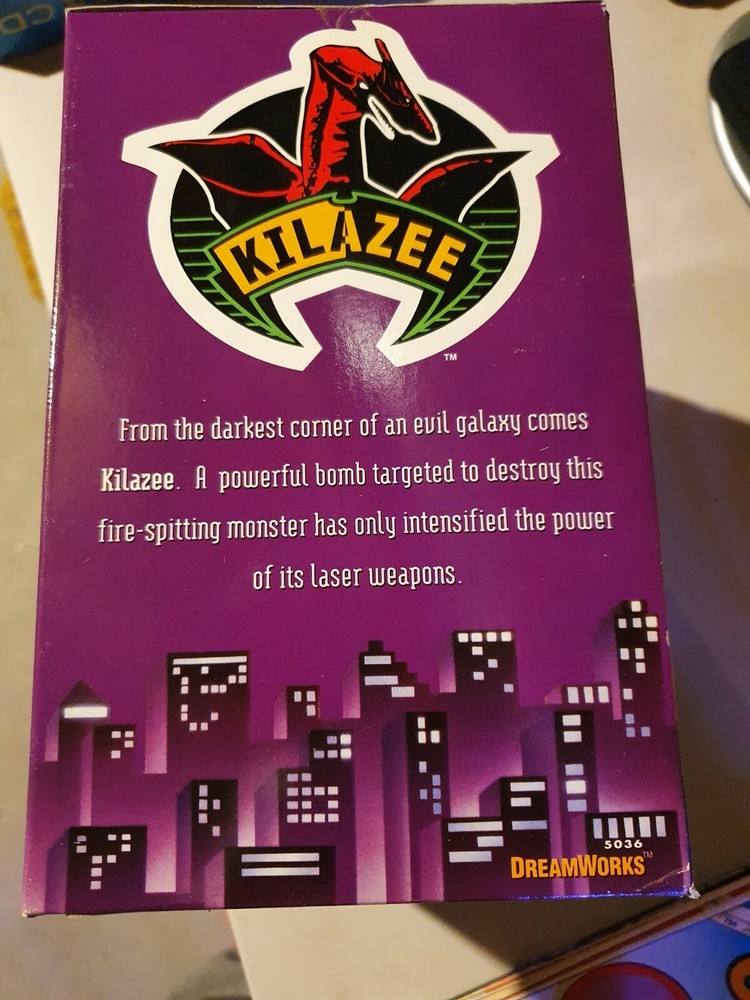 CD
KILAZEE
TM
From the darkest corner of an evil galaxy comes
Kilazee. A powerful bomb targeted to destroy this
fire-spitting monster has only intensified the power
of its laser weapons.
5036
DREAMWORKS™